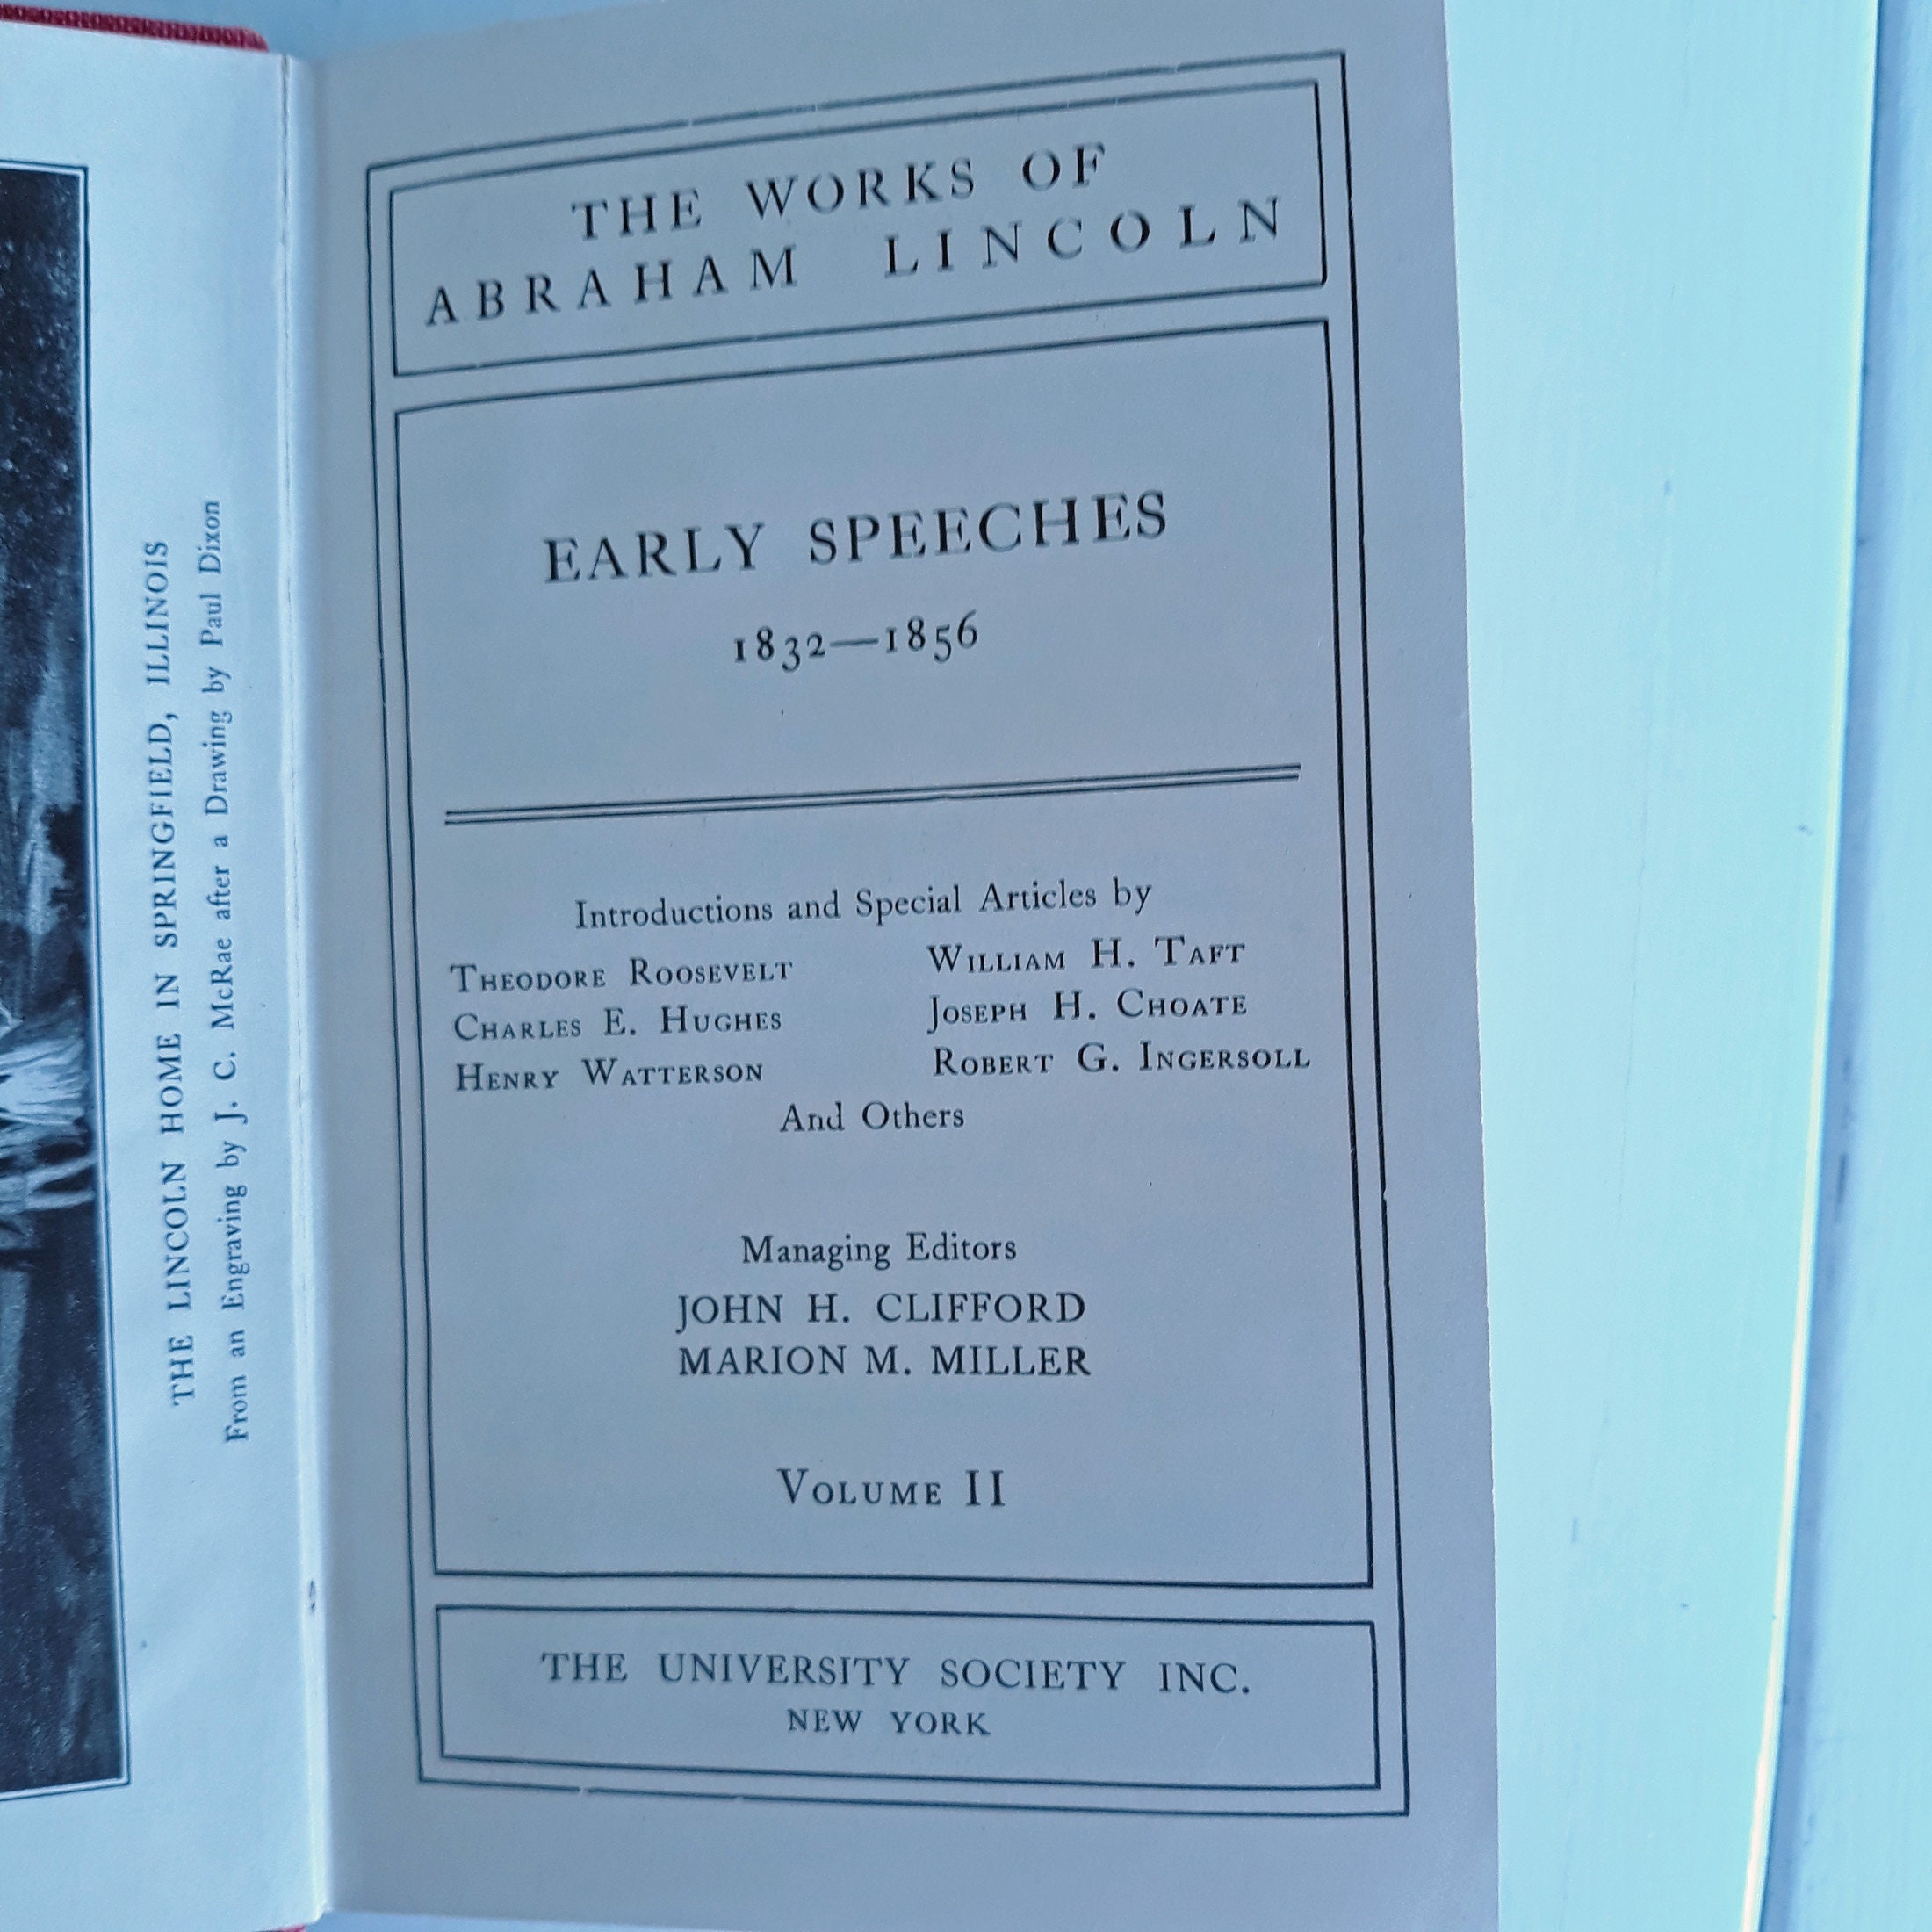 THE LINCOLN HOME IN SPRINGFIELD, ILLINOIS
From an Engraving by J. C. McRae after a Drawing by Paul Dixon
THE WORKS OF
ABRAHAM LINCOLN
EARLY SPEECHES
1832—1856
Introductions and Special Articles by
THEODORE ROOSEVELT WILLIAM H. TAFT
CHARLES E. HUGHES JOSEPH H. CHOATE
HENRY WATTERSON ROBERT G. INGERSOLL
And Others
Managing Editors
JOHN H. CLIFFORD
MARION M. MILLER
VOLUME II
THE UNIVERSITY SOCIETY INC.
NEW YORK